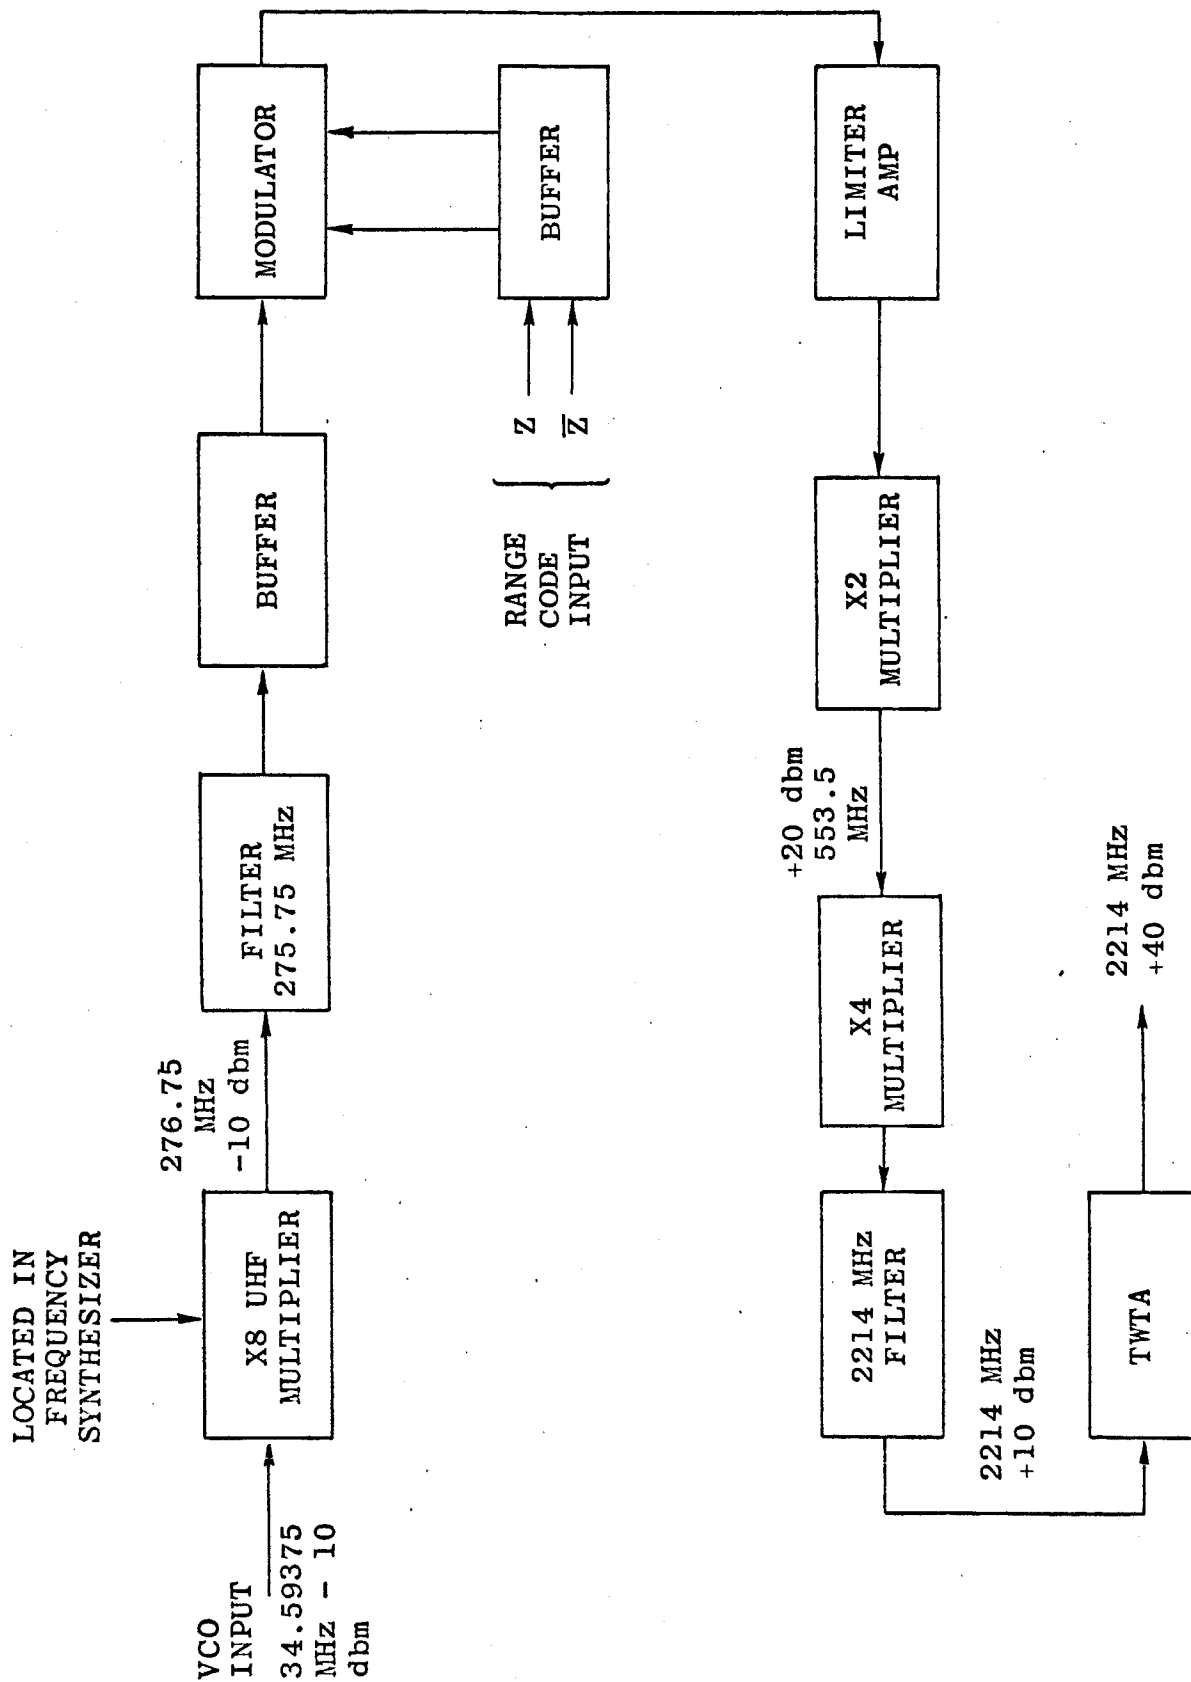 LOCATED IN
FREQUENCY
SYNTHESIZER
VCO
INPUT
34.59375
MHz - 10
dbm
X8 UHF
MULTIPLIER
276.75
MHz
-10 dbm
FILTER
275.75 MHz
BUFFER
MODULATOR
RANGE
CODE
INPUT
Z
Z̅
BUFFER
LIMITER
AMP
X2
MULTIPLIER
+20 dbm
553.5
MHz
X4
MULTIPLIER
2214 MHz
FILTER
2214 MHz
+10 dbm
TWTA
2214 MHz
+40 dbm